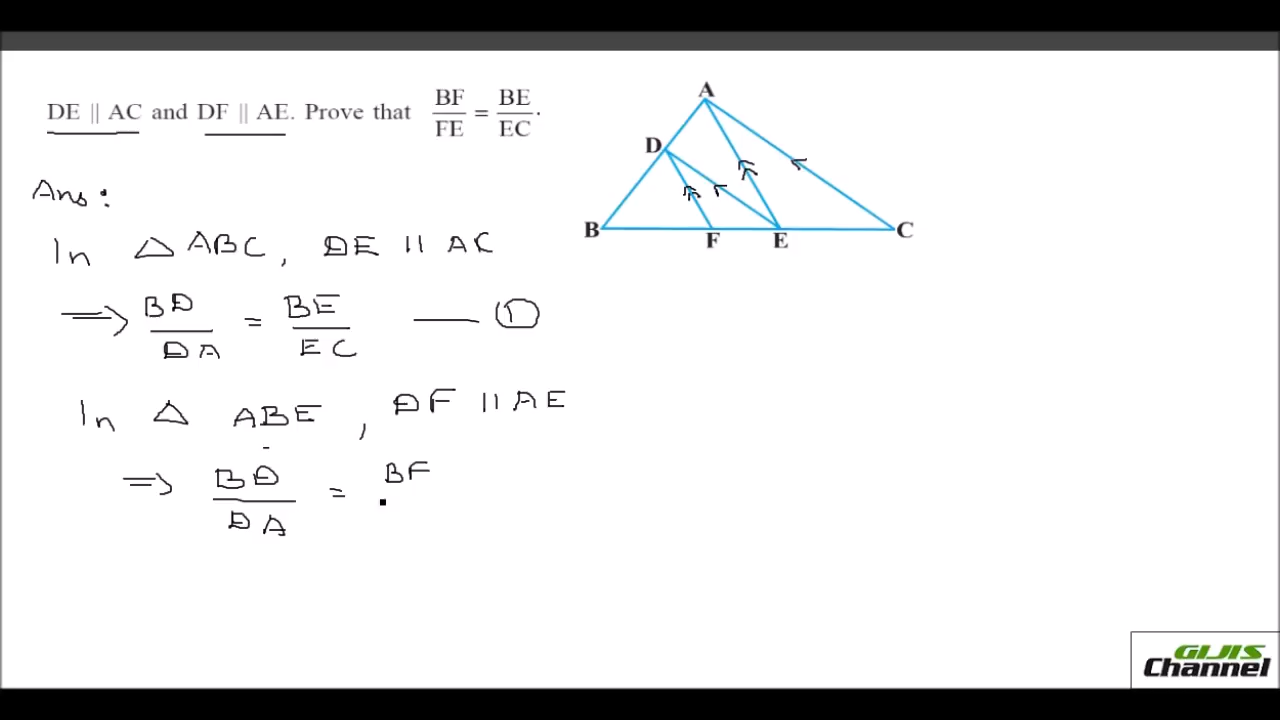 DE || AC and DF || AE. Prove that BF/FE = BE/EC.
A
D
B
F
E
C
Ans:
In △ ABC, DE || AC
⟹ BD/DA = BE/EC —— ①
In △ ABE, DF || AE
⟹ BD/DA = BF
GIJIS
Channel